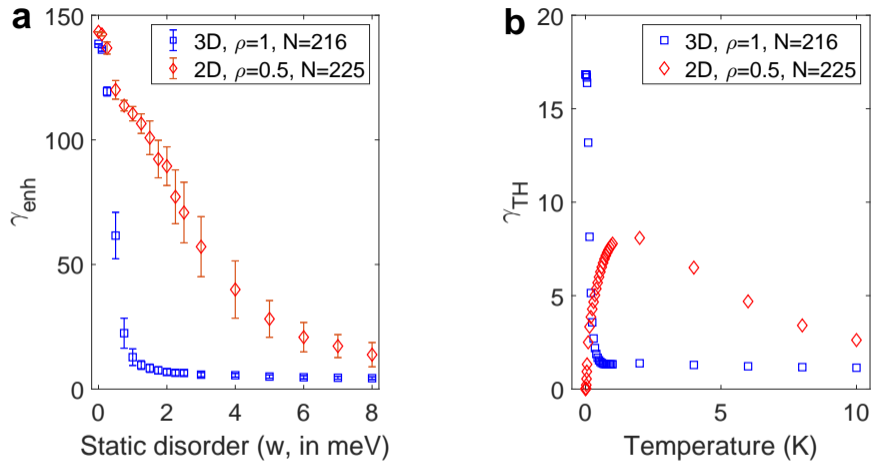 a
150
100
50
0
γenh
0 2 4 6 8
Static disorder (w, in meV)
3D, ρ=1, N=216
2D, ρ=0.5, N=225
b
20
15
10
5
0
γTH
0 5 10
Temperature (K)
3D, ρ=1, N=216
2D, ρ=0.5, N=225